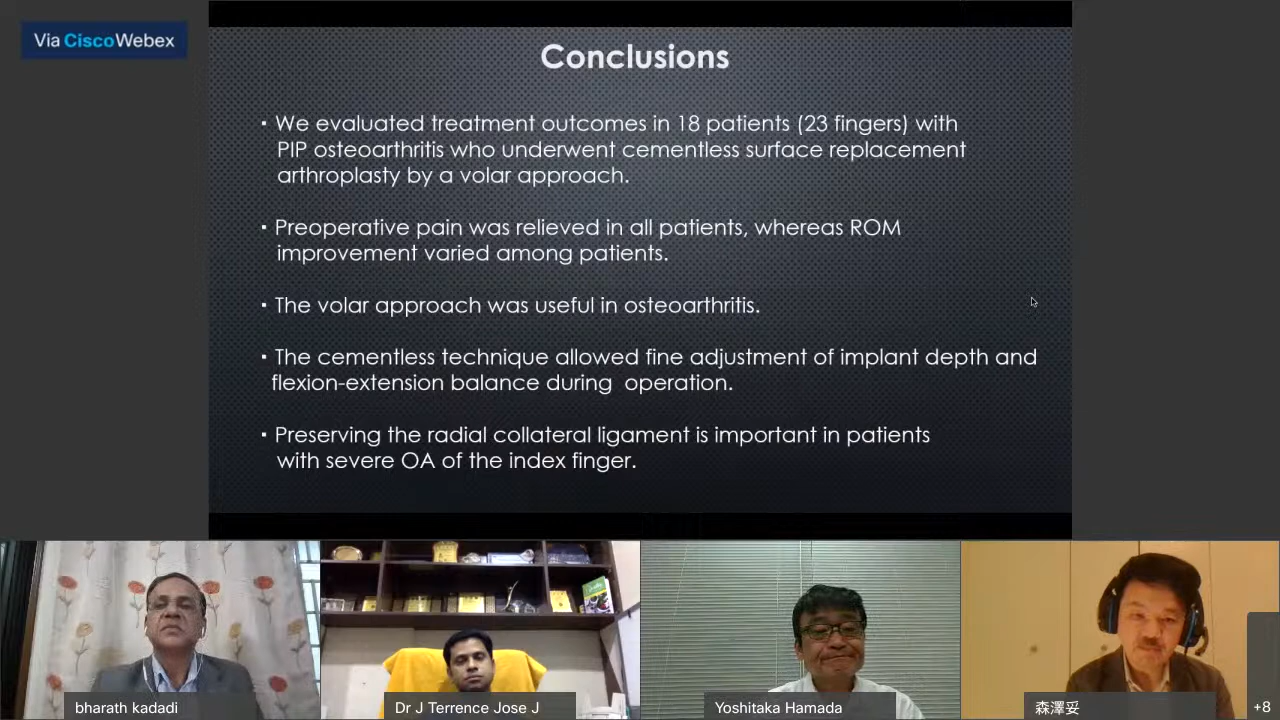 Via CiscoWebex
Conclusions
・We evaluated treatment outcomes in 18 patients (23 fingers) with
PIP osteoarthritis who underwent cementless surface replacement
arthroplasty by a volar approach.
・Preoperative pain was relieved in all patients, whereas ROM
improvement varied among patients.
・The volar approach was useful in osteoarthritis.
・The cementless technique allowed fine adjustment of implant depth and
flexion-extension balance during operation.
・Preserving the radial collateral ligament is important in patients
with severe OA of the index finger.
bharath kadadi
Dr J Terrence Jose J
Yoshitaka Hamada
森澤妥
+8